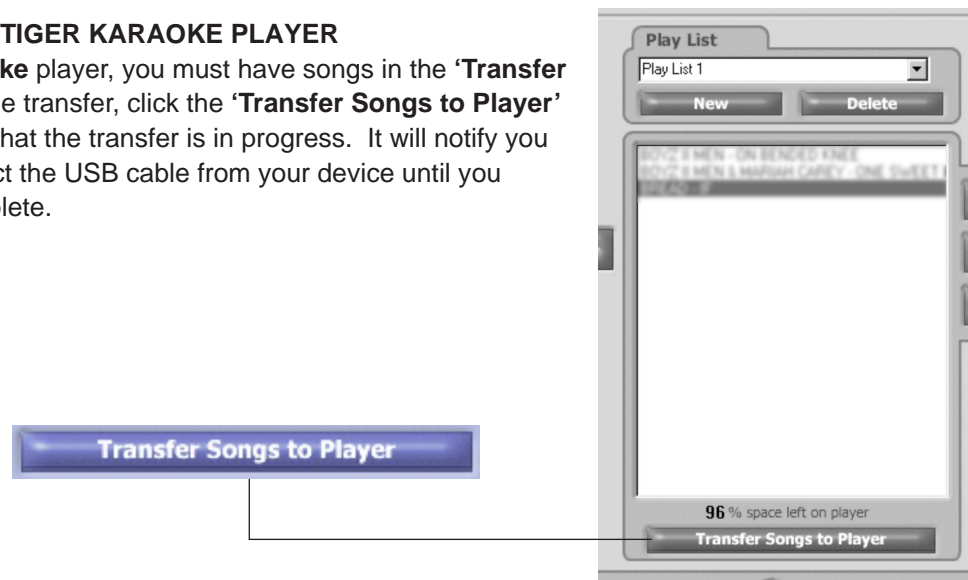 TIGER KARAOKE PLAYER
ke player, you must have songs in the ‘Transfer
e transfer, click the ‘Transfer Songs to Player’
hat the transfer is in progress.  It will notify you
ct the USB cable from your device until you
lete.
Transfer Songs to Player
Play List
Play List 1
New Delete
BOYZ II MEN - ON BENDED KNEE
BOYZ II MEN & MARIAH CAREY - ONE SWEET
BREAD - IF
96 % space left on player
Transfer Songs to Player